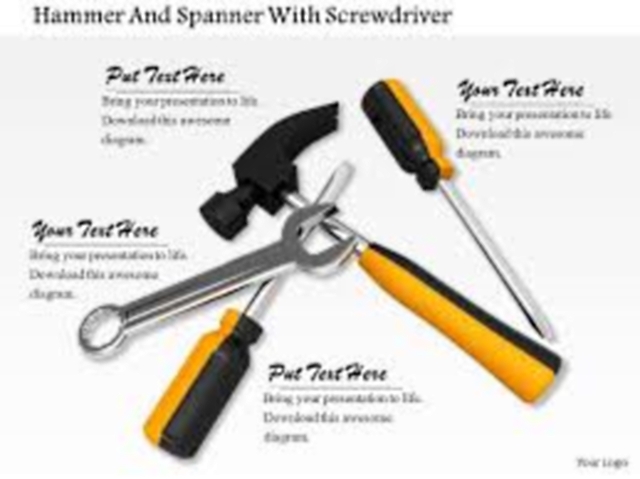 Hammer And Spanner With Screwdriver
Put Text Here
Bring your presentation to life.
Download this awesome
diagram.
Your Text Here
Bring your presentation to life.
Download this awesome
diagram.
Your Text Here
Bring your presentation to life.
Download this awesome
diagram.
Put Text Here
Bring your presentation to life.
Download this awesome
diagram.
Your Logo